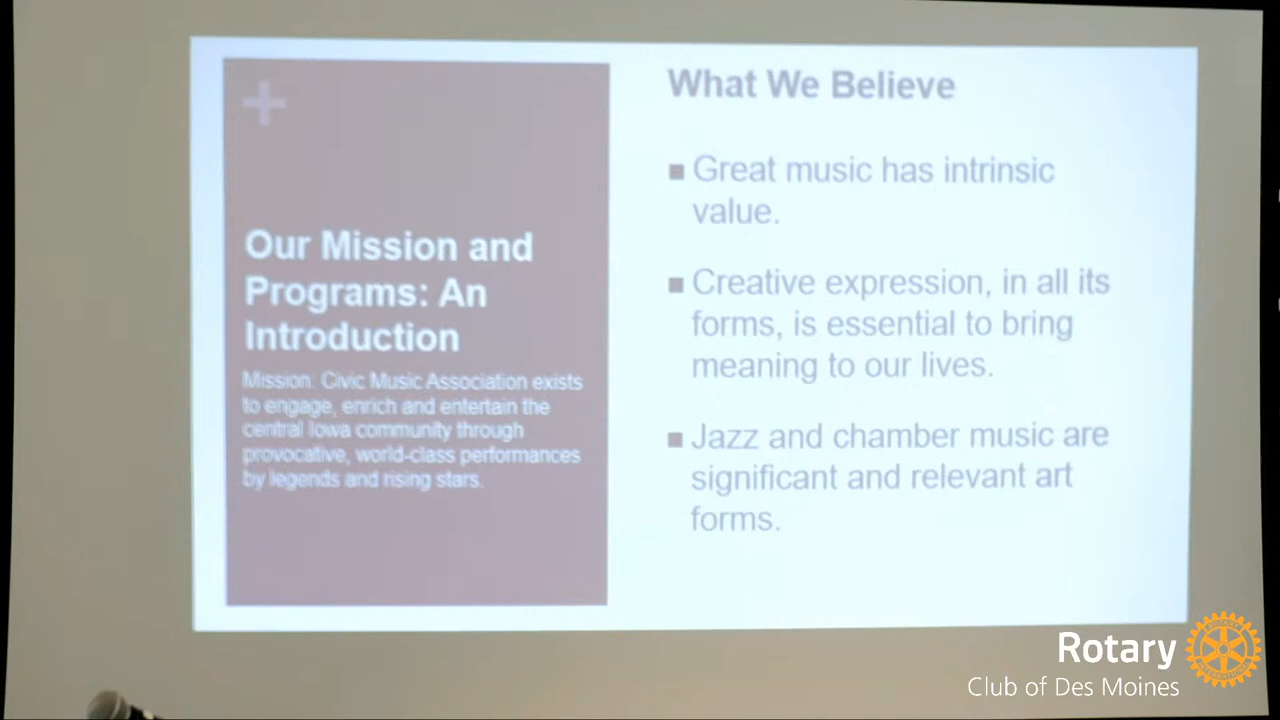 +
Our Mission and
Programs: An
Introduction
Mission: Civic Music Association exists
to engage, enrich and entertain the
central Iowa community through
provocative, world-class performances
by legends and rising stars.
What We Believe
■ Great music has intrinsic
value.
■ Creative expression, in all its
forms, is essential to bring
meaning to our lives.
■ Jazz and chamber music are
significant and relevant art
forms.
Rotary
Club of Des Moines
ROTARY
INTERNATIONAL